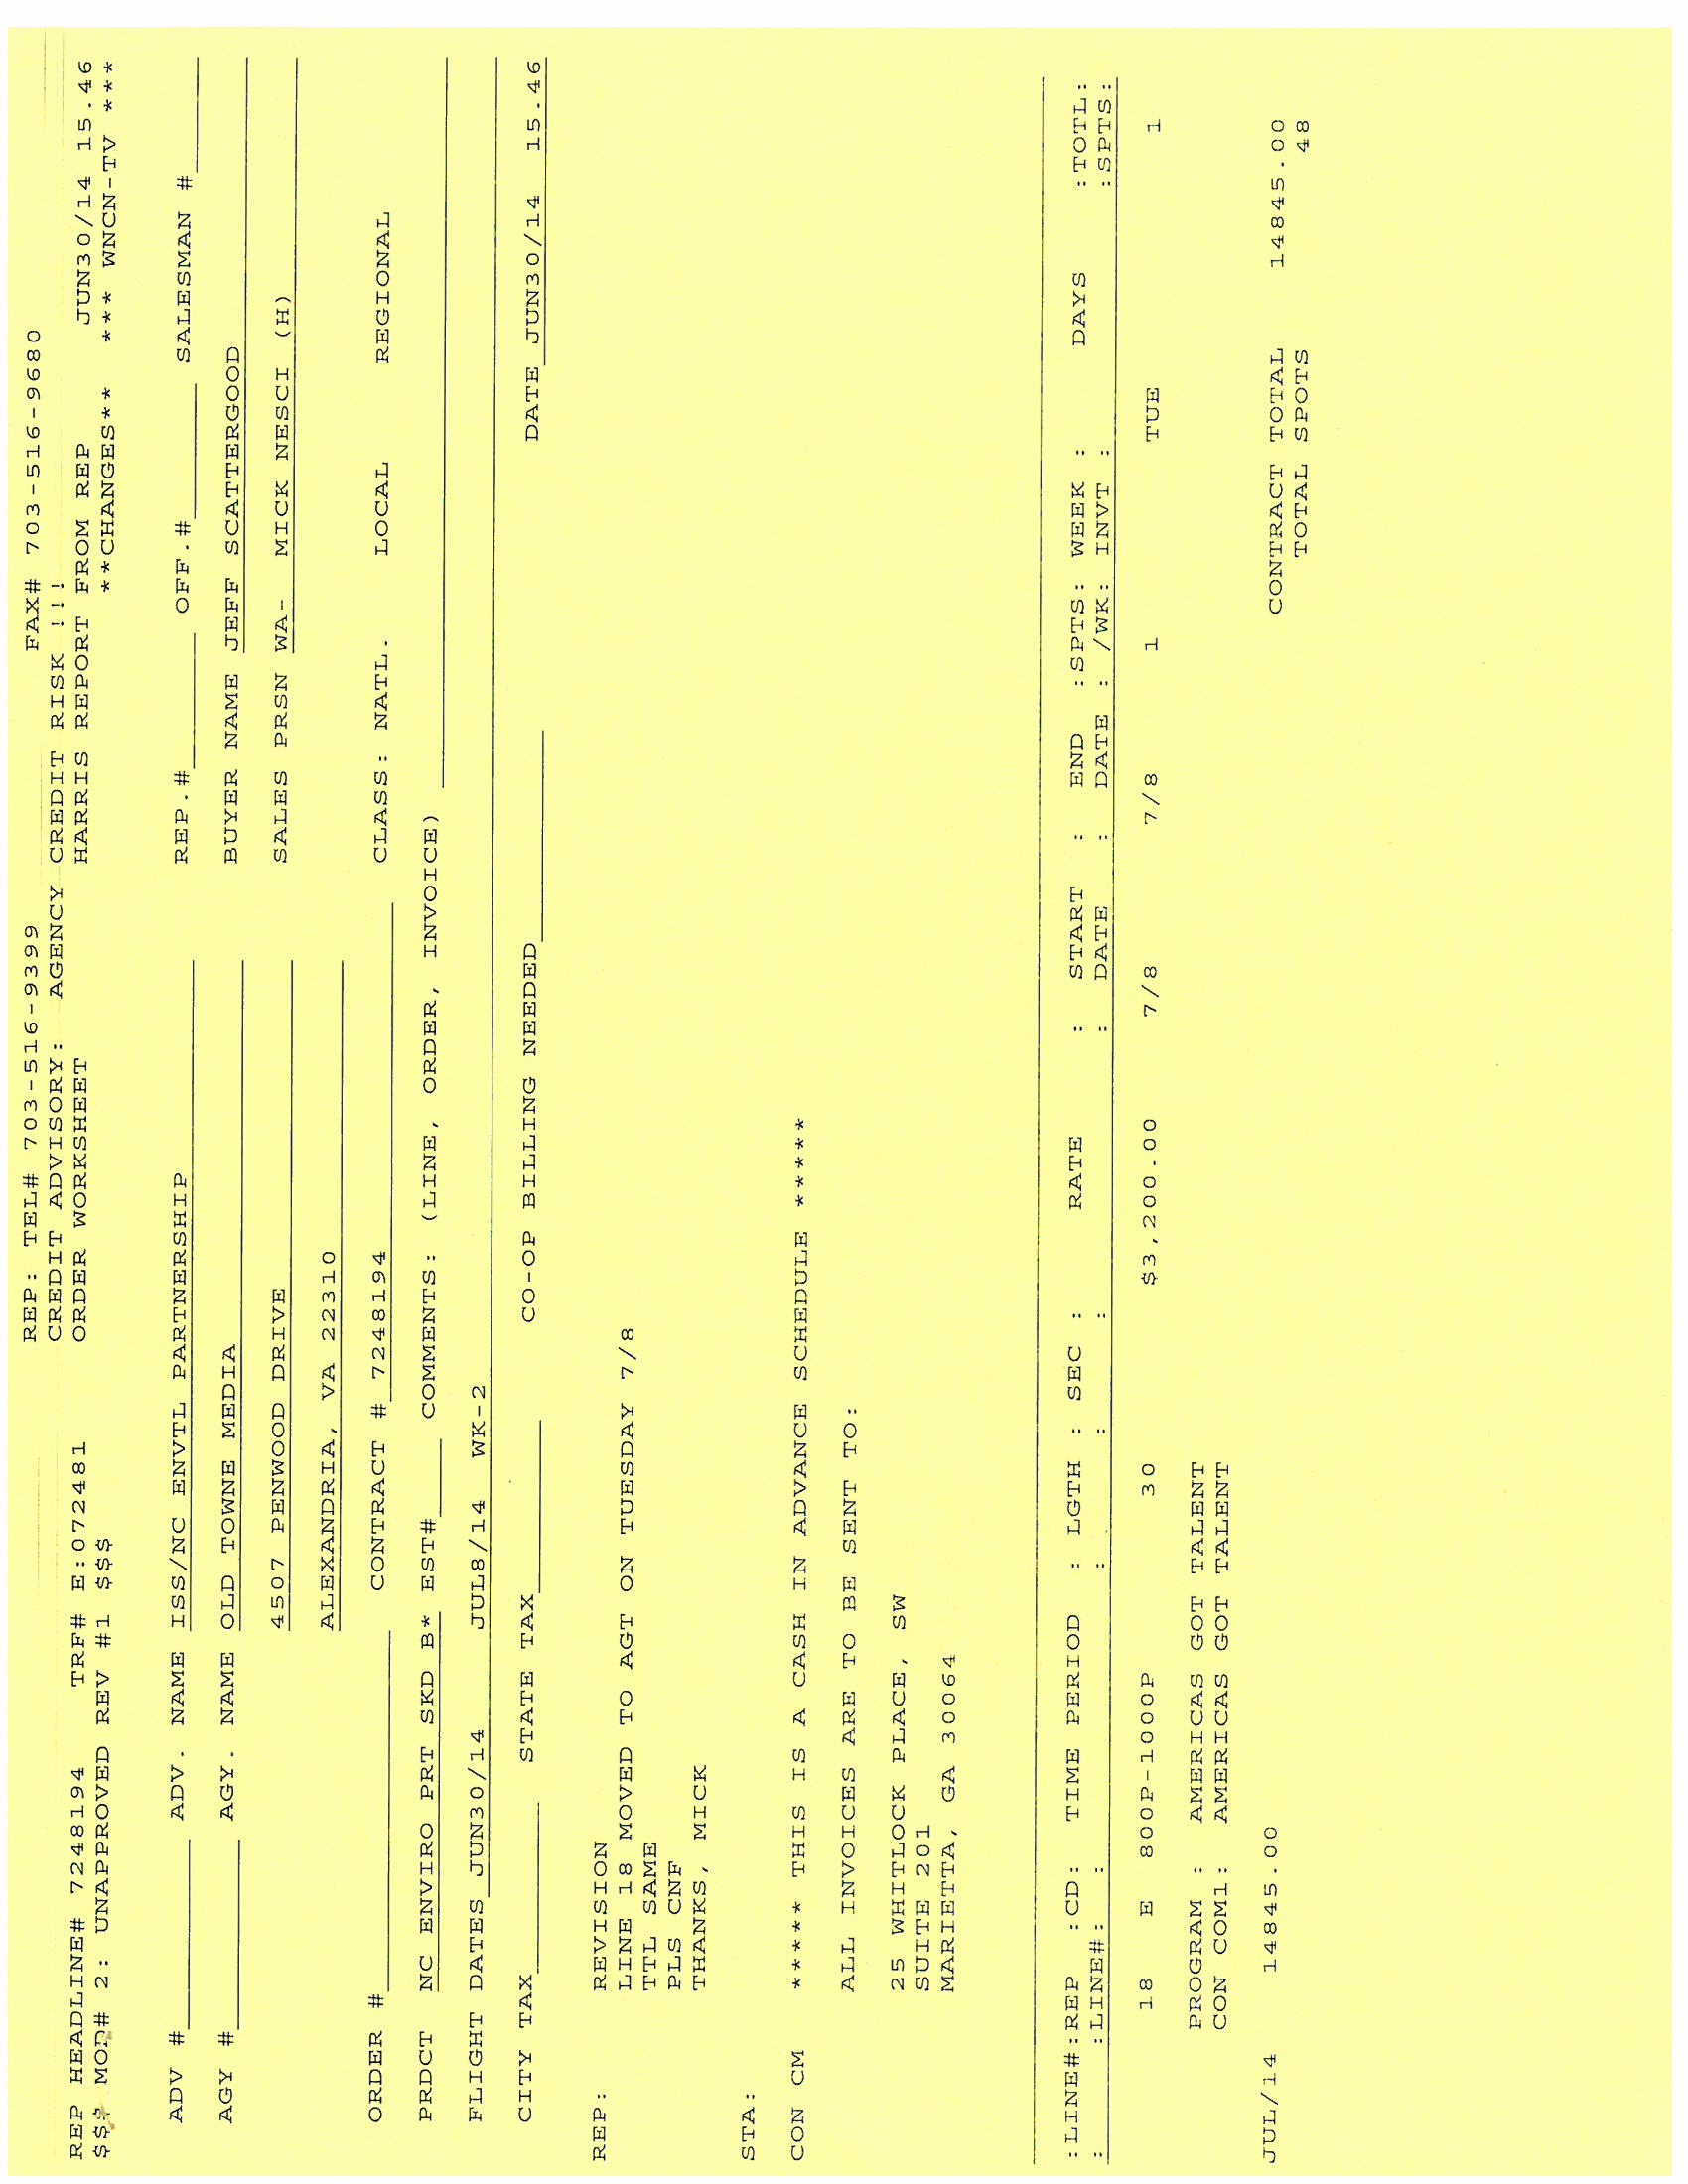 REP: TEL# 703-516-9399 FAX# 703-516-9680
CREDIT ADVISORY: AGENCY CREDIT RISK !!!
REP HEADLINE# 7248194 TRF# E:072481 ORDER WORKSHEET HARRIS REPORT FROM REP JUN30/14 15.46
$$$ MOD# 2: UNAPPROVED REV #1 $$$ **CHANGES** *** WNCN-TV ***
ADV #______ ADV. NAME ISS/NC ENVTL PARTNERSHIP REP.#______ OFF.#______ SALESMAN #______
AGY #______ AGY. NAME OLD TOWNE MEDIA BUYER NAME JEFF SCATTERGOOD
4507 PENWOOD DRIVE SALES PRSN WA- MICK NESCI (H)
ALEXANDRIA, VA 22310
ORDER #______ CONTRACT # 7248194 CLASS: NATL. LOCAL REGIONAL
PRDCT NC ENVIRO PRT SKD B* EST#____ COMMENTS: (LINE, ORDER, INVOICE)
FLIGHT DATES JUN30/14 JUL8/14 WK-2
CITY TAX______ STATE TAX______ CO-OP BILLING NEEDED______ DATE JUN30/14 15.46
REP: REVISION
LINE 18 MOVED TO AGT ON TUESDAY 7/8
TTL SAME
PLS CNF
THANKS, MICK
STA:
CON CM ***** THIS IS A CASH IN ADVANCE SCHEDULE *****
ALL INVOICES ARE TO BE SENT TO:
25 WHITLOCK PLACE, SW
SUITE 201
MARIETTA, GA 30064
:LINE#:REP :CD: TIME PERIOD : LGTH : SEC : RATE : START : END :SPTS: WEEK : DAYS :TOTL:
: :LINE#: : : : : : DATE : DATE : /WK: INVT : :SPTS:
18 E 800P-1000P 30 $3,200.00 7/8 7/8 1 TUE 1
PROGRAM : AMERICAS GOT TALENT
CON COM1: AMERICAS GOT TALENT
JUL/14 14845.00 CONTRACT TOTAL 14845.00
TOTAL SPOTS 48